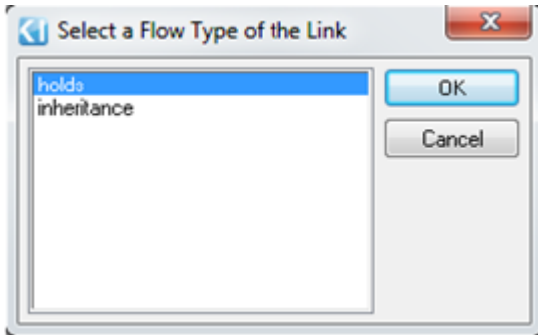 Select a Flow Type of the Link
holds
inheritance
OK
Cancel